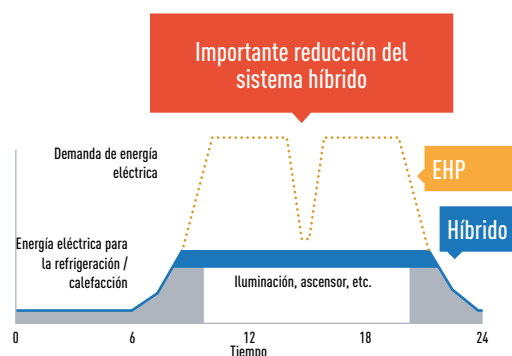 Importante reducción del
sistema híbrido
Demanda de energía
eléctrica
EHP
Híbrido
Energía eléctrica para
la refrigeración /
calefacción
Iluminación, ascensor, etc.
0 6 12 18 24
Tiempo